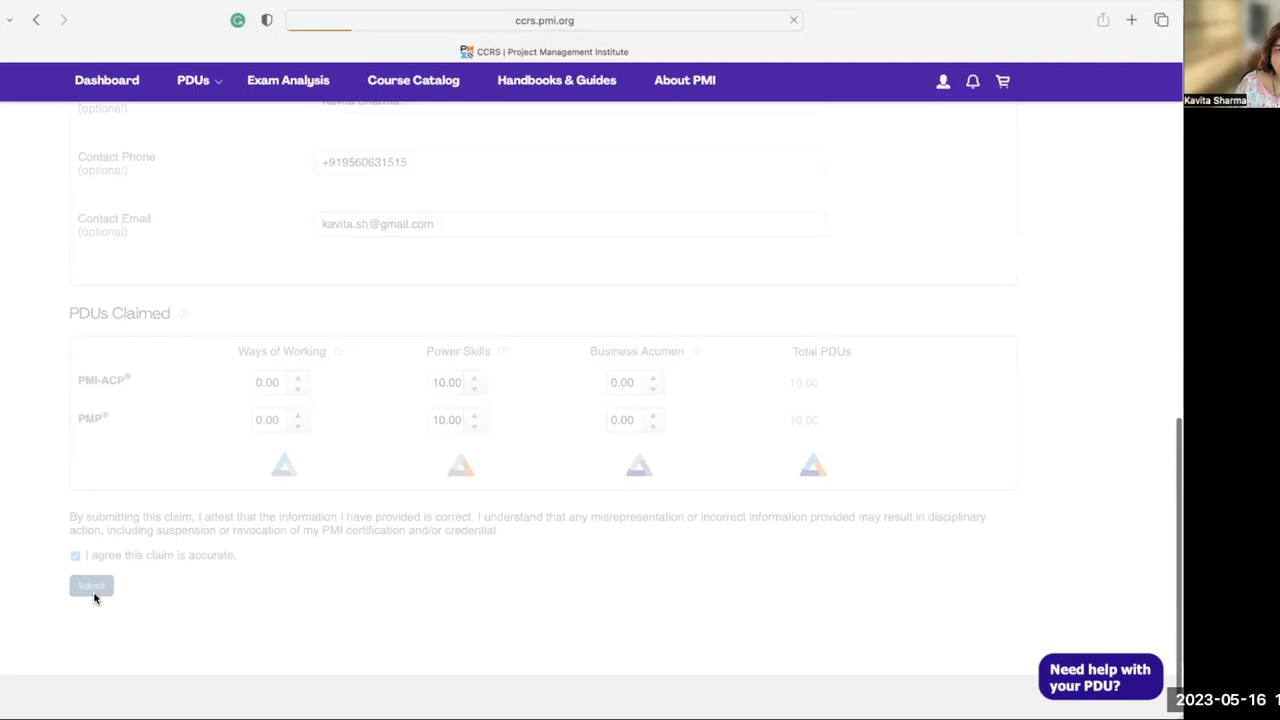 ccrs.pmi.org
CCRS | Project Management Institute
Dashboard PDUs Exam Analysis Course Catalog Handbooks & Guides About PMI
Kavita Sharma
(optional)
Kavita Sharma
Contact Phone
(optional)
+919560631515
Contact Email
(optional)
kavita.sh@gmail.com
PDUs Claimed
Ways of Working Power Skills Business Acumen Total PDUs
PMI-ACP® 0.00 10.00 0.00 10.00
PMP® 0.00 10.00 0.00 10.00
By submitting this claim, I attest that the information I have provided is correct. I understand that any misrepresentation or incorrect information provided may result in disciplinary
action, including suspension or revocation of my PMI certification and/or credential.
I agree this claim is accurate.
Submit
Need help with
your PDU?
2023-05-16